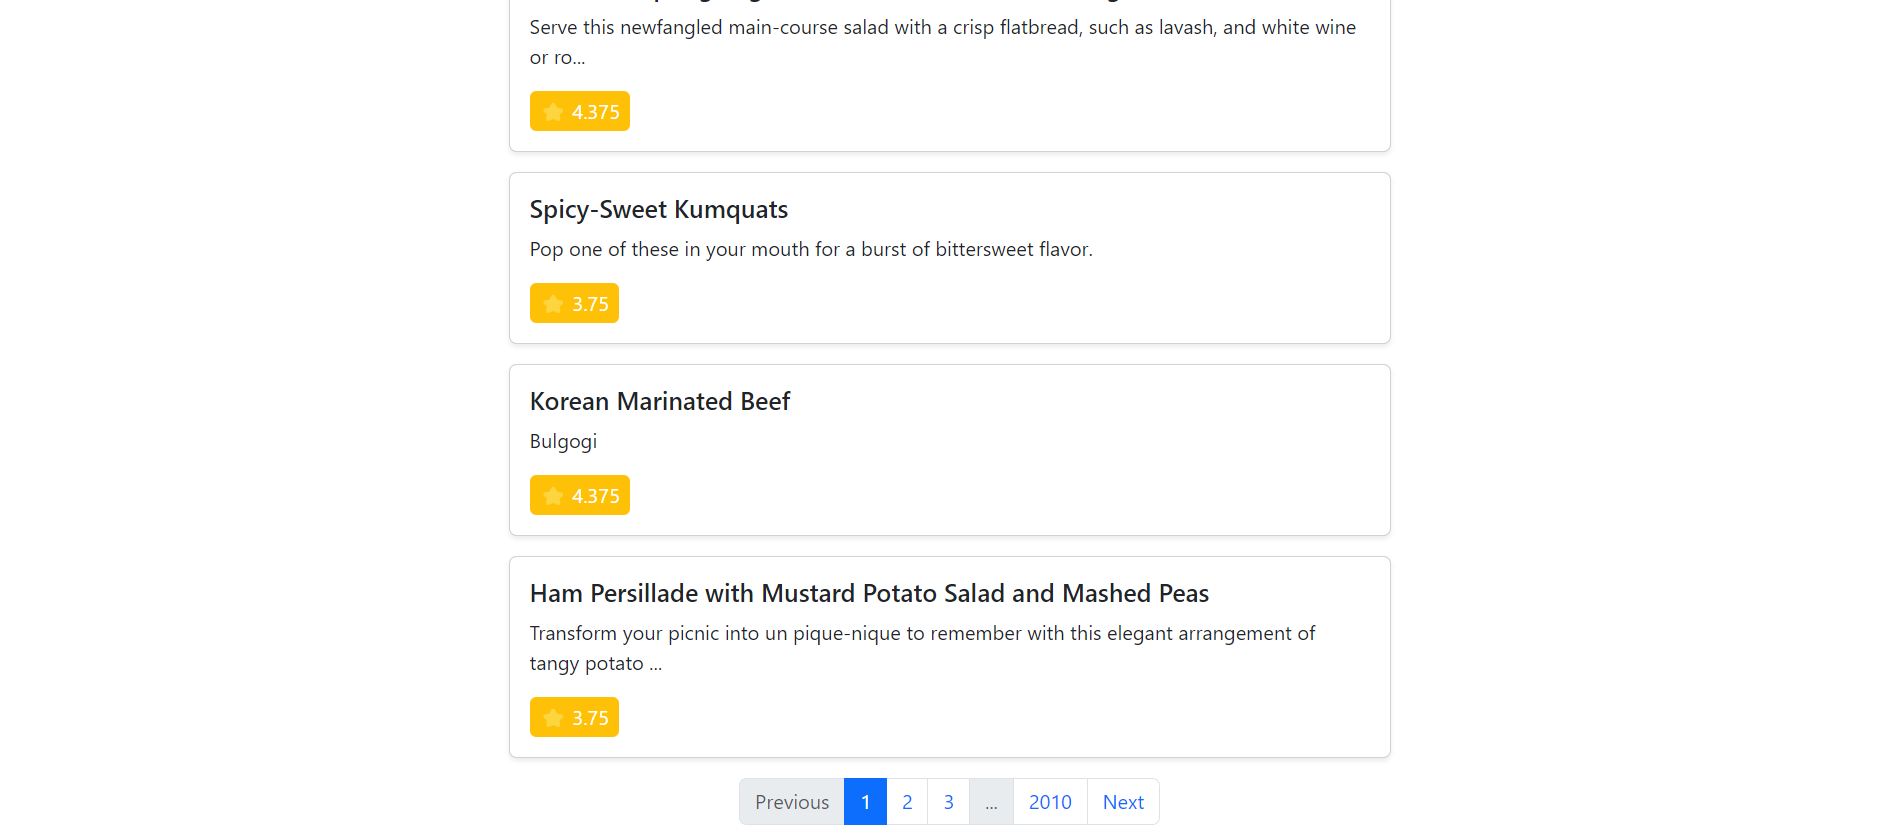 Serve this newfangled main-course salad with a crisp flatbread, such as lavash, and white wine
or ro...
4.375
Spicy-Sweet Kumquats
Pop one of these in your mouth for a burst of bittersweet flavor.
3.75
Korean Marinated Beef
Bulgogi
4.375
Ham Persillade with Mustard Potato Salad and Mashed Peas
Transform your picnic into un pique-nique to remember with this elegant arrangement of
tangy potato ...
3.75
Previous 1 2 3 ... 2010 Next